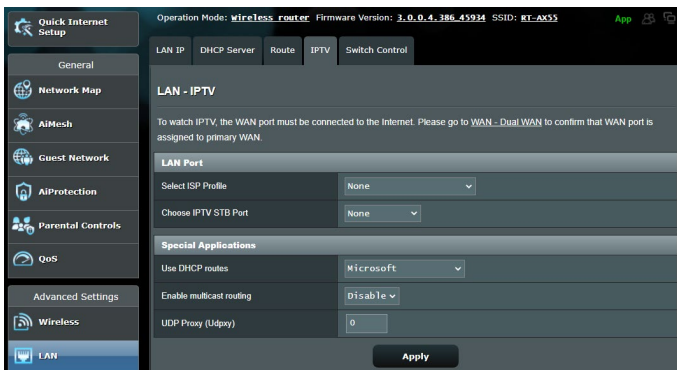 Quick Internet
Setup
Operation Mode: Wireless router Firmware Version: 3.0.0.4.386_45934 SSID: RT-AX55
App
LAN IP DHCP Server Route IPTV Switch Control
General
Network Map
AiMesh
Guest Network
AiProtection
Parental Controls
QoS
Advanced Settings
Wireless
LAN
LAN - IPTV
To watch IPTV, the WAN port must be connected to the Internet. Please go to WAN - Dual WAN to confirm that WAN port is
assigned to primary WAN.
LAN Port
Select ISP Profile None
Choose IPTV STB Port None
Special Applications
Use DHCP routes Microsoft
Enable multicast routing Disable
UDP Proxy (Udpxy) 0
Apply